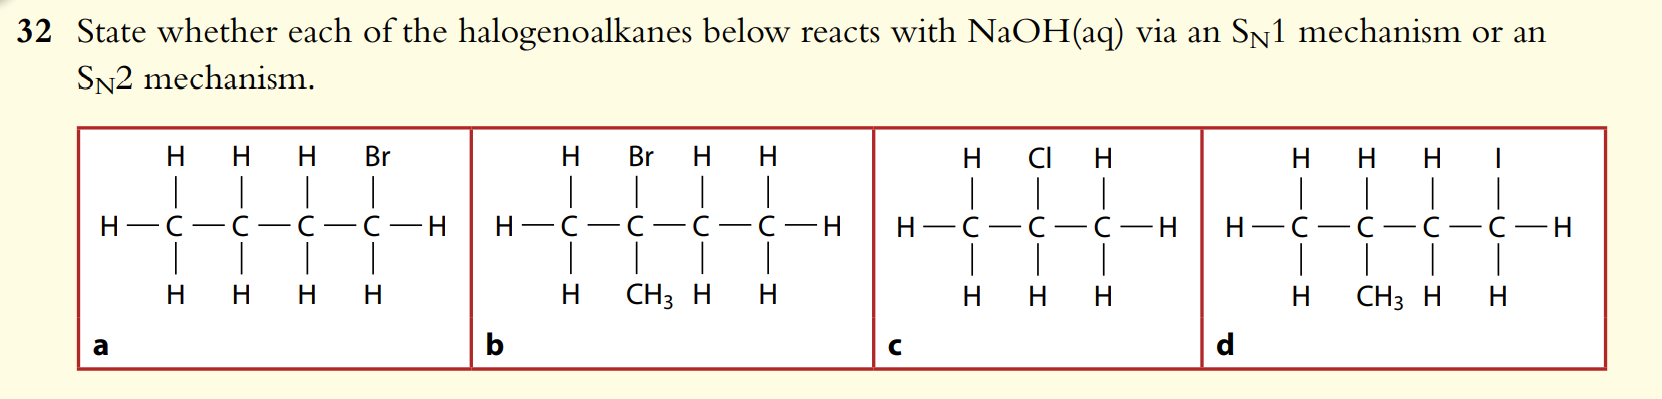 32 State whether each of the halogenoalkanes below reacts with NaOH(aq) via an SN1 mechanism or an
SN2 mechanism.
H H H Br
H—C—C—C—C—H
H H H H
a
H Br H H
H—C—C—C—C—H
H CH3 H H
b
H Cl H
H—C—C—C—H
H H H
c
H H H I
H—C—C—C—C—H
H CH3 H H
d